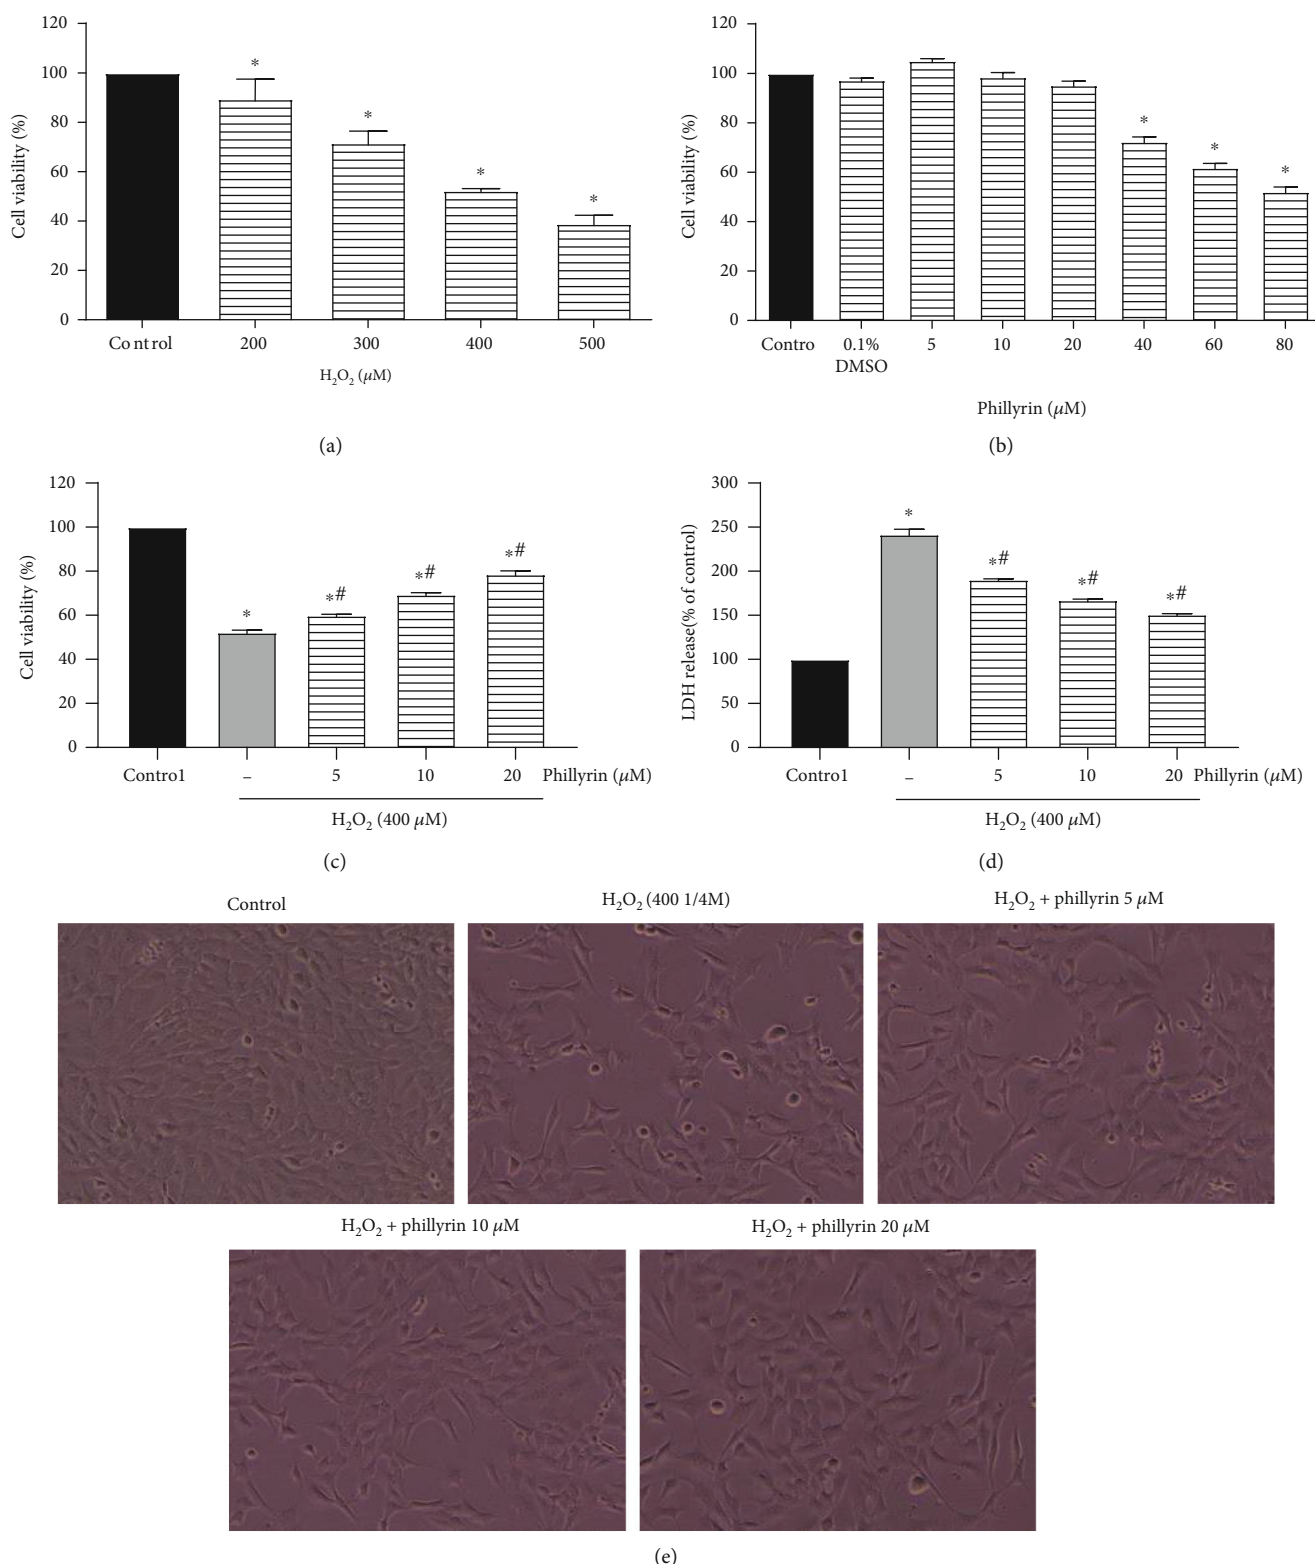 120
100
80
60
40
20
0
Cell viability (%)
*
*
*
*
Control
200
300
400
500
H₂O₂ (μM)
(a)
120
100
80
60
40
20
0
Cell viability (%)
*
*
*
Contro
0.1%
DMSO
5
10
20
40
60
80
Phillyrin (μM)
(b)
120
100
80
60
40
20
0
Cell viability (%)
*
*#
*#
*#
Contro1
–
5
10
20
Phillyrin (μM)
H₂O₂ (400 μM)
(c)
300
250
200
150
100
50
0
LDH release(% of control)
*
*#
*#
*#
Contro1
–
5
10
20
Phillyrin (μM)
H₂O₂ (400 μM)
(d)
Control
H₂O₂ (400 1/4M)
H₂O₂ + phillyrin 5 μM
H₂O₂ + phillyrin 10 μM
H₂O₂ + phillyrin 20 μM
(e)